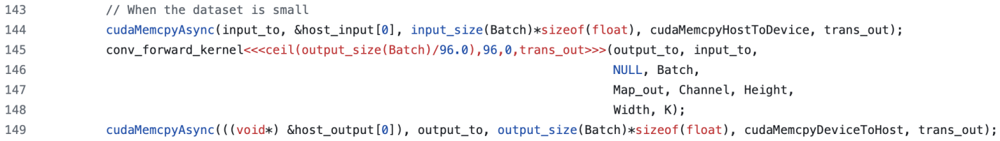 143 // When the dataset is small
144 cudaMemcpyAsync(input_to, &host_input[0], input_size(Batch)*sizeof(float), cudaMemcpyHostToDevice, trans_out);
145 conv_forward_kernel<<<ceil(output_size(Batch)/96.0),96,0,trans_out>>>(output_to, input_to,
146 NULL, Batch,
147 Map_out, Channel, Height,
148 Width, K);
149 cudaMemcpyAsync(((void*) &host_output[0]), output_to, output_size(Batch)*sizeof(float), cudaMemcpyDeviceToHost, trans_out);